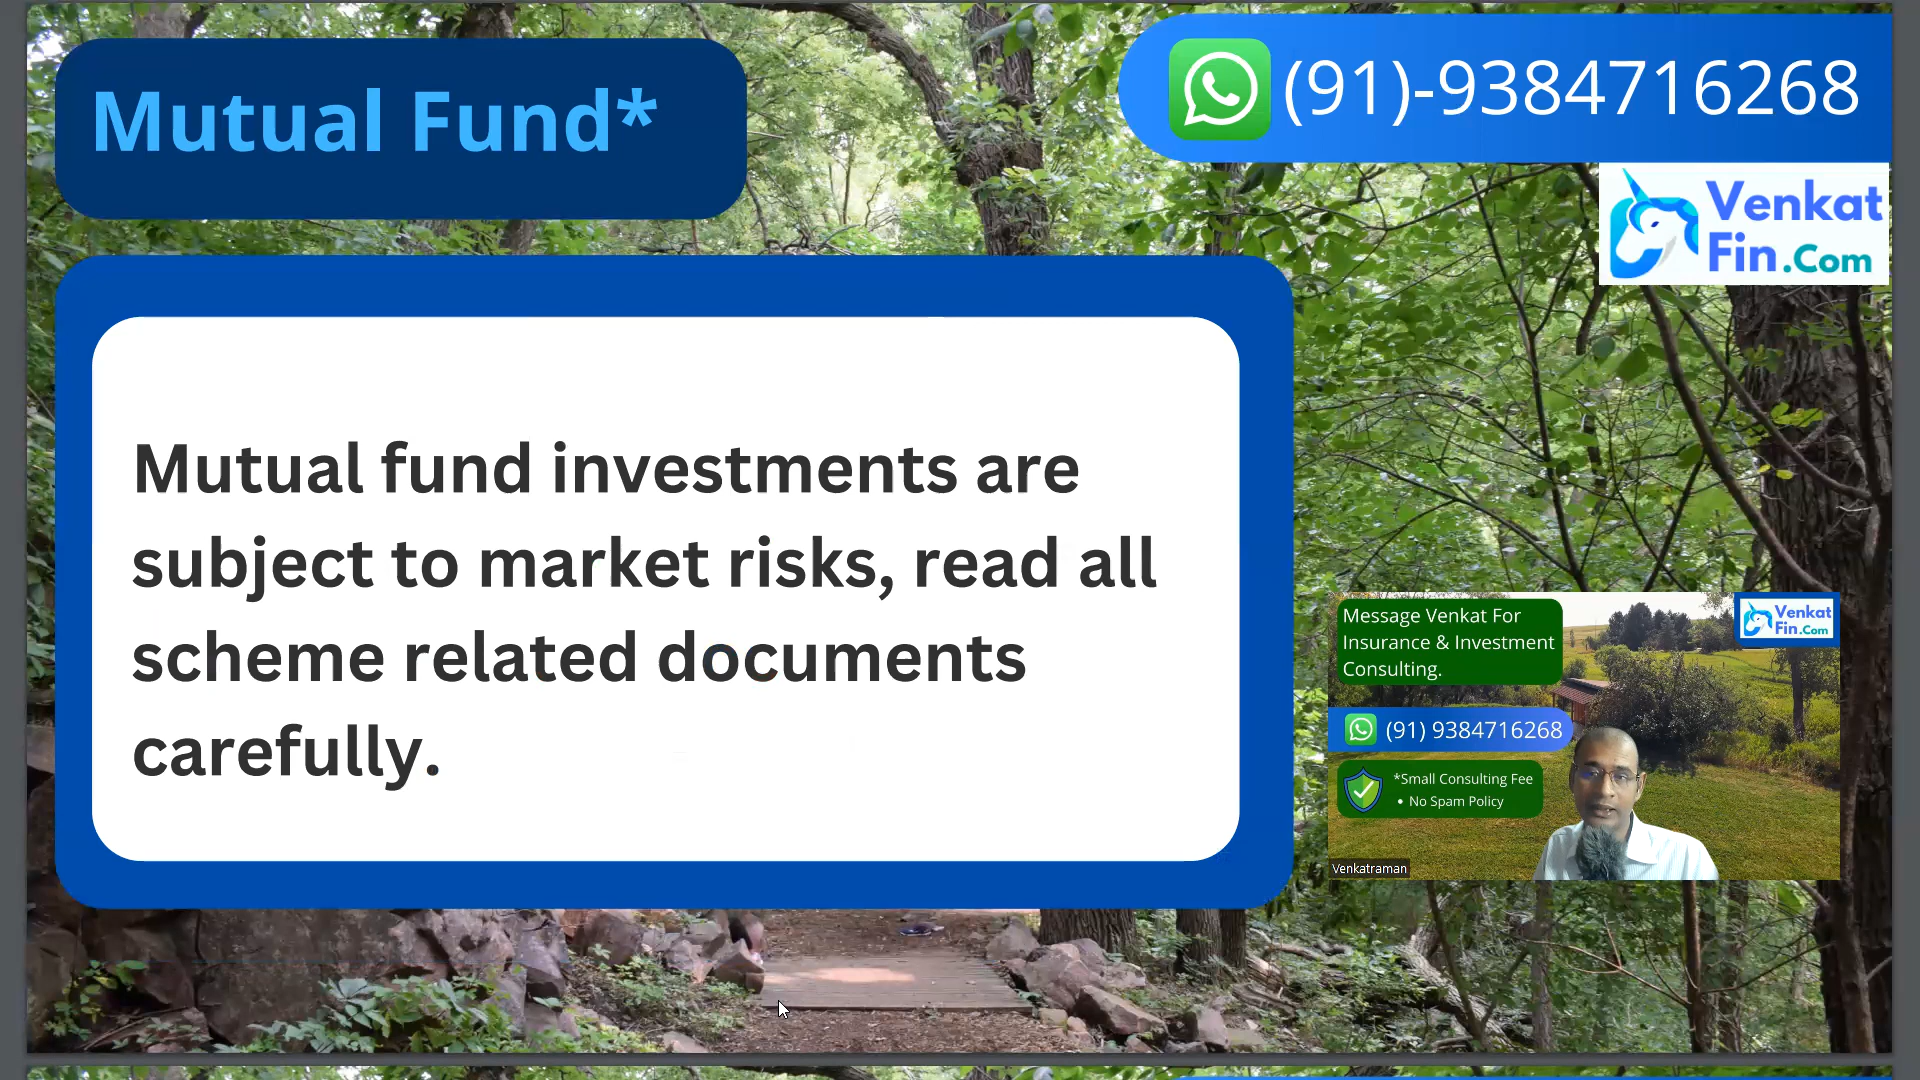 Mutual Fund*
(91)-9384716268
Venkat
Fin.Com
Mutual fund investments are
subject to market risks, read all
scheme related documents
carefully.
Message Venkat For
Insurance & Investment
Consulting.
Venkat
Fin.Com
(91) 9384716268
*Small Consulting Fee
• No Spam Policy
Venkatraman